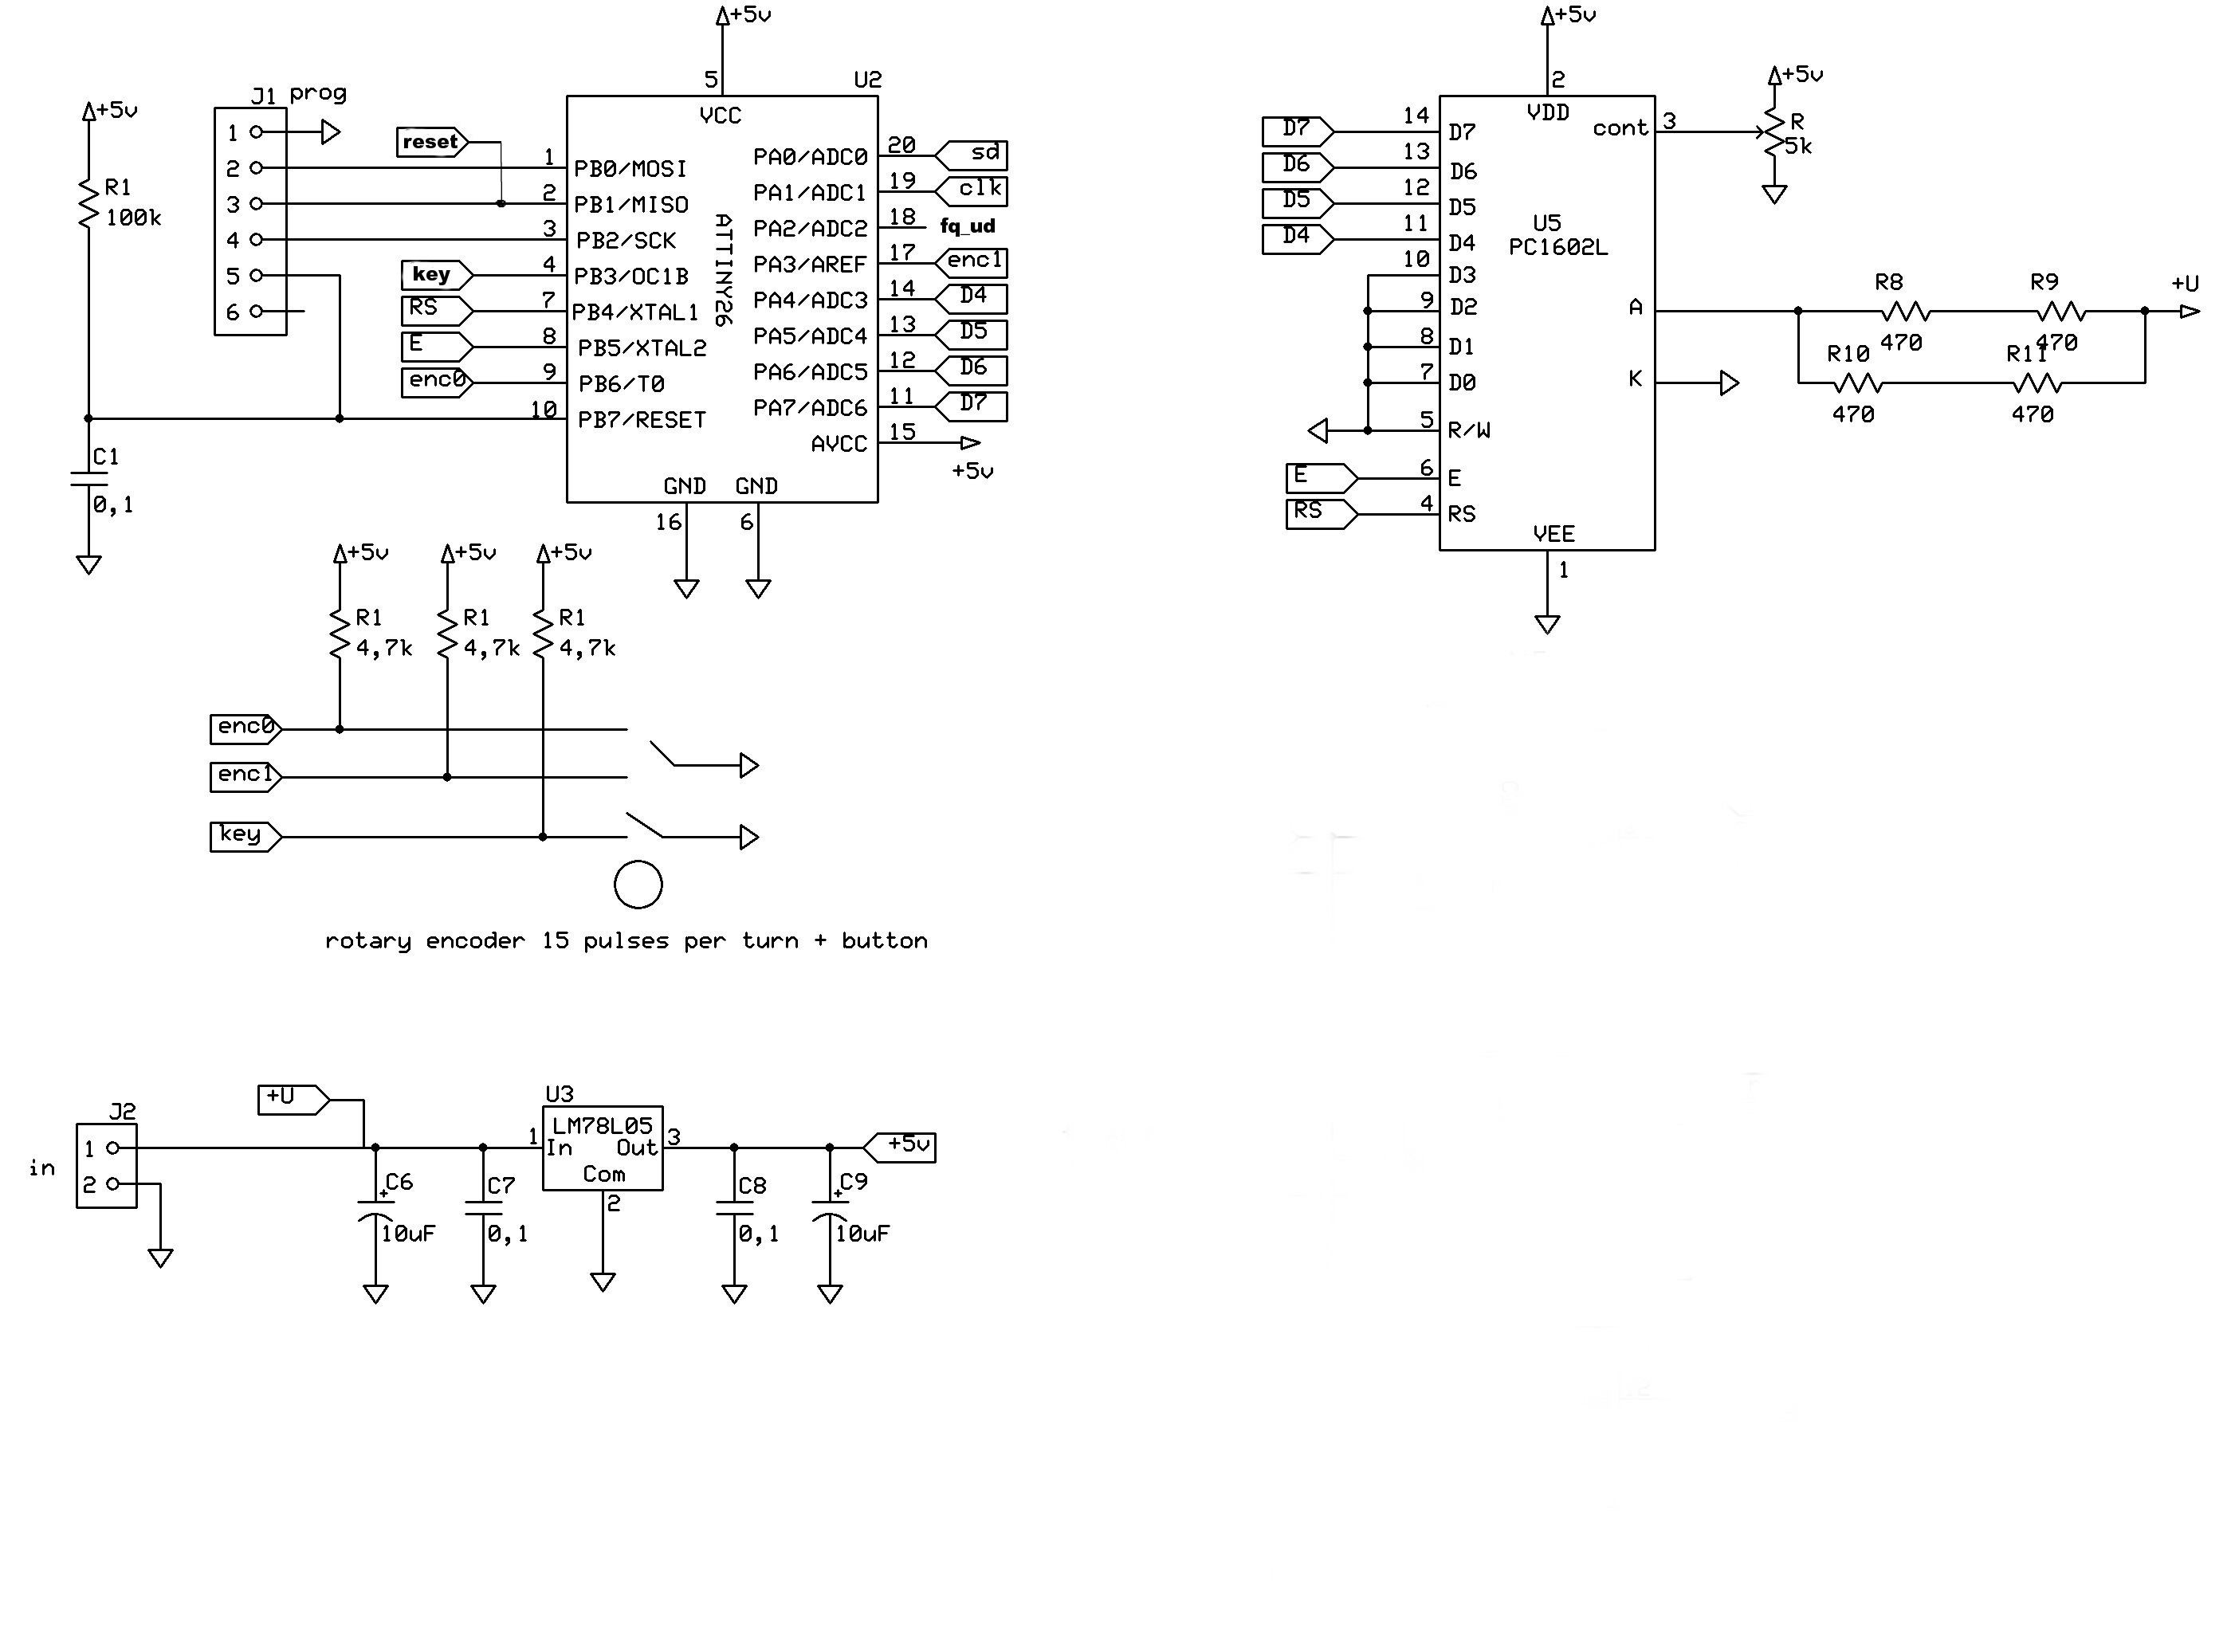 +5v
J1 prog
1
2
3
4
5
6
+5v
R1
100k
C1
0,1
reset
key
RS
E
enc0
1
2
3
4
7
8
9
10
+5v
5
U2
VCC
ATTINY26
PB0/MOSI
PB1/MISO
PB2/SCK
PB3/OC1B
PB4/XTAL1
PB5/XTAL2
PB6/T0
PB7/RESET
PA0/ADC0
PA1/ADC1
PA2/ADC2
PA3/AREF
PA4/ADC3
PA5/ADC4
PA6/ADC5
PA7/ADC6
AVCC
GND GND
16 6
20 sd
19 clk
18 fq_ud
17 enc1
14 D4
13 D5
12 D6
11 D7
15
+5v
+5v
2
VDD
D7 14 D7
D6 13 D6
D5 12 D5
D4 11 D4
10 D3
9 D2
8 D1
7 D0
5 R/W
E 6 E
RS 4 RS
U5
PC1602L
cont 3
+5v
R
5k
A
K
VEE
1
R8
470
R9
470
R10
470
R11
470
+U
+5v +5v +5v
R1 R1 R1
4,7k 4,7k 4,7k
enc0
enc1
key
rotary encoder 15 pulses per turn + button
in
J2
1
2
+U
C6
+
10uF
C7
0,1
U3
LM78L05
1 In Out 3
Com
2
C8
0,1
C9
+
10uF
+5v